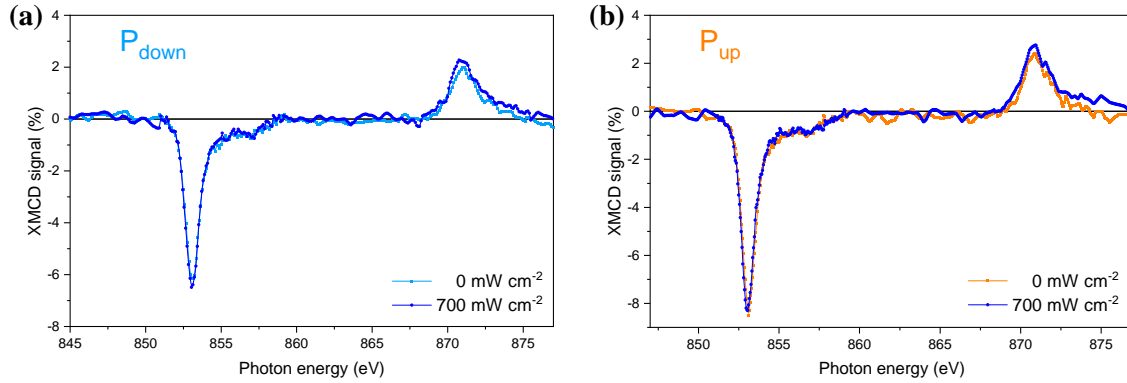 (a)
P_down
XMCD signal (%)
4
2
0
-2
-4
-6
-8
0 mW cm-2
700 mW cm-2
845 850 855 860 865 870 875
Photon energy (eV)
(b)
P_up
XMCD signal (%)
4
2
0
-2
-4
-6
-8
0 mW cm-2
700 mW cm-2
850 855 860 865 870 875
Photon energy (eV)